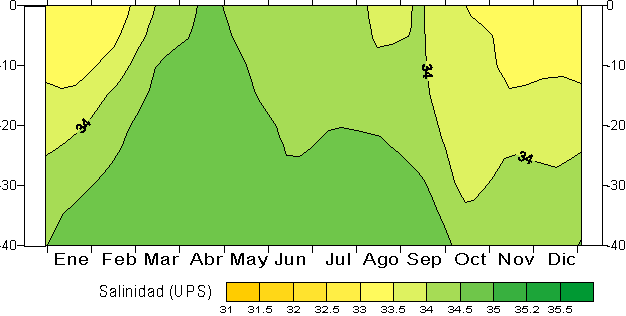 0 0
-10 -10
34
34
-20 -20
34
-30 -30
-40 -40
Ene Feb Mar Abr May Jun Jul Ago Sep Oct Nov Dic
Salinidad (UPS)
31 31.5 32 32.5 33 33.5 34 34.5 35 35.2 35.5